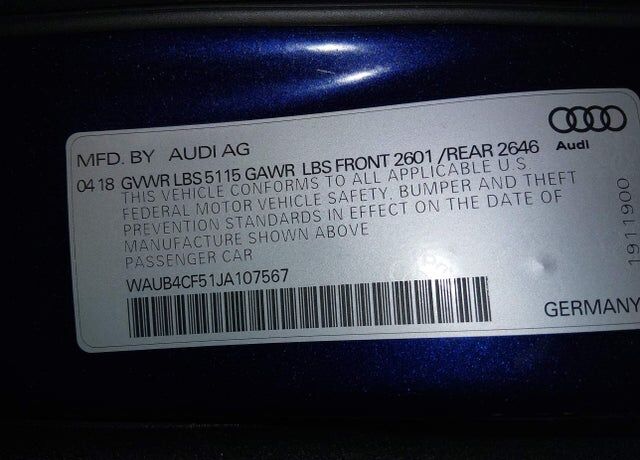 MFD. BY AUDI AG
Audi
04 18 GVWR LBS 5115 GAWR LBS FRONT 2601 /REAR 2646
THIS VEHICLE CONFORMS TO ALL APPLICABLE U S
FEDERAL MOTOR VEHICLE SAFETY. BUMPER AND THEFT
PREVENTION STANDARDS IN EFFECT ON THE DATE OF
MANUFACTURE SHOWN ABOVE
PASSENGER CAR
WAUB4CF51JA107567
GERMANY
1911900